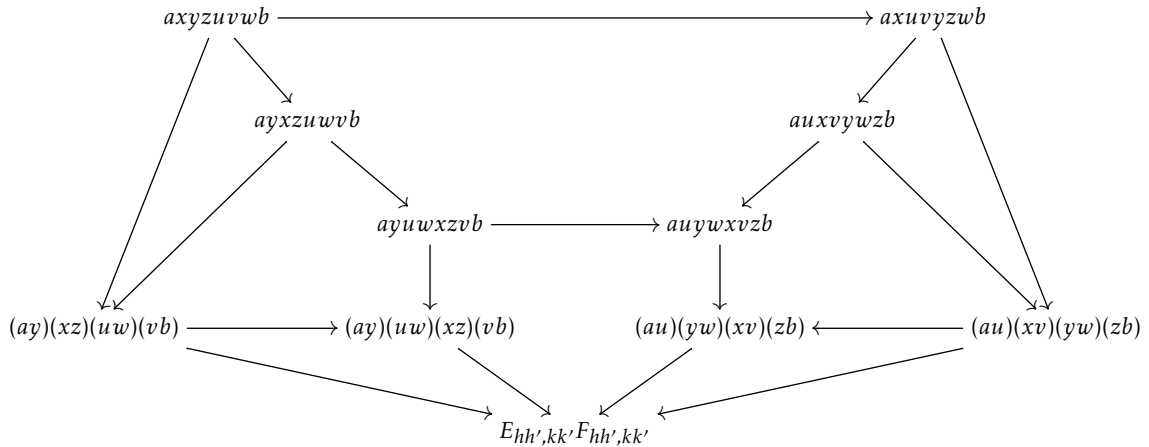 axyzuvwb axuvyzwb
ayxzuwvb auxvywzb
ayuwxzvb auywxvzb
(ay)(xz)(uw)(vb) (ay)(uw)(xz)(vb) (au)(yw)(xv)(zb) (au)(xv)(yw)(zb)
E_{hh′,kk′}F_{hh′,kk′}